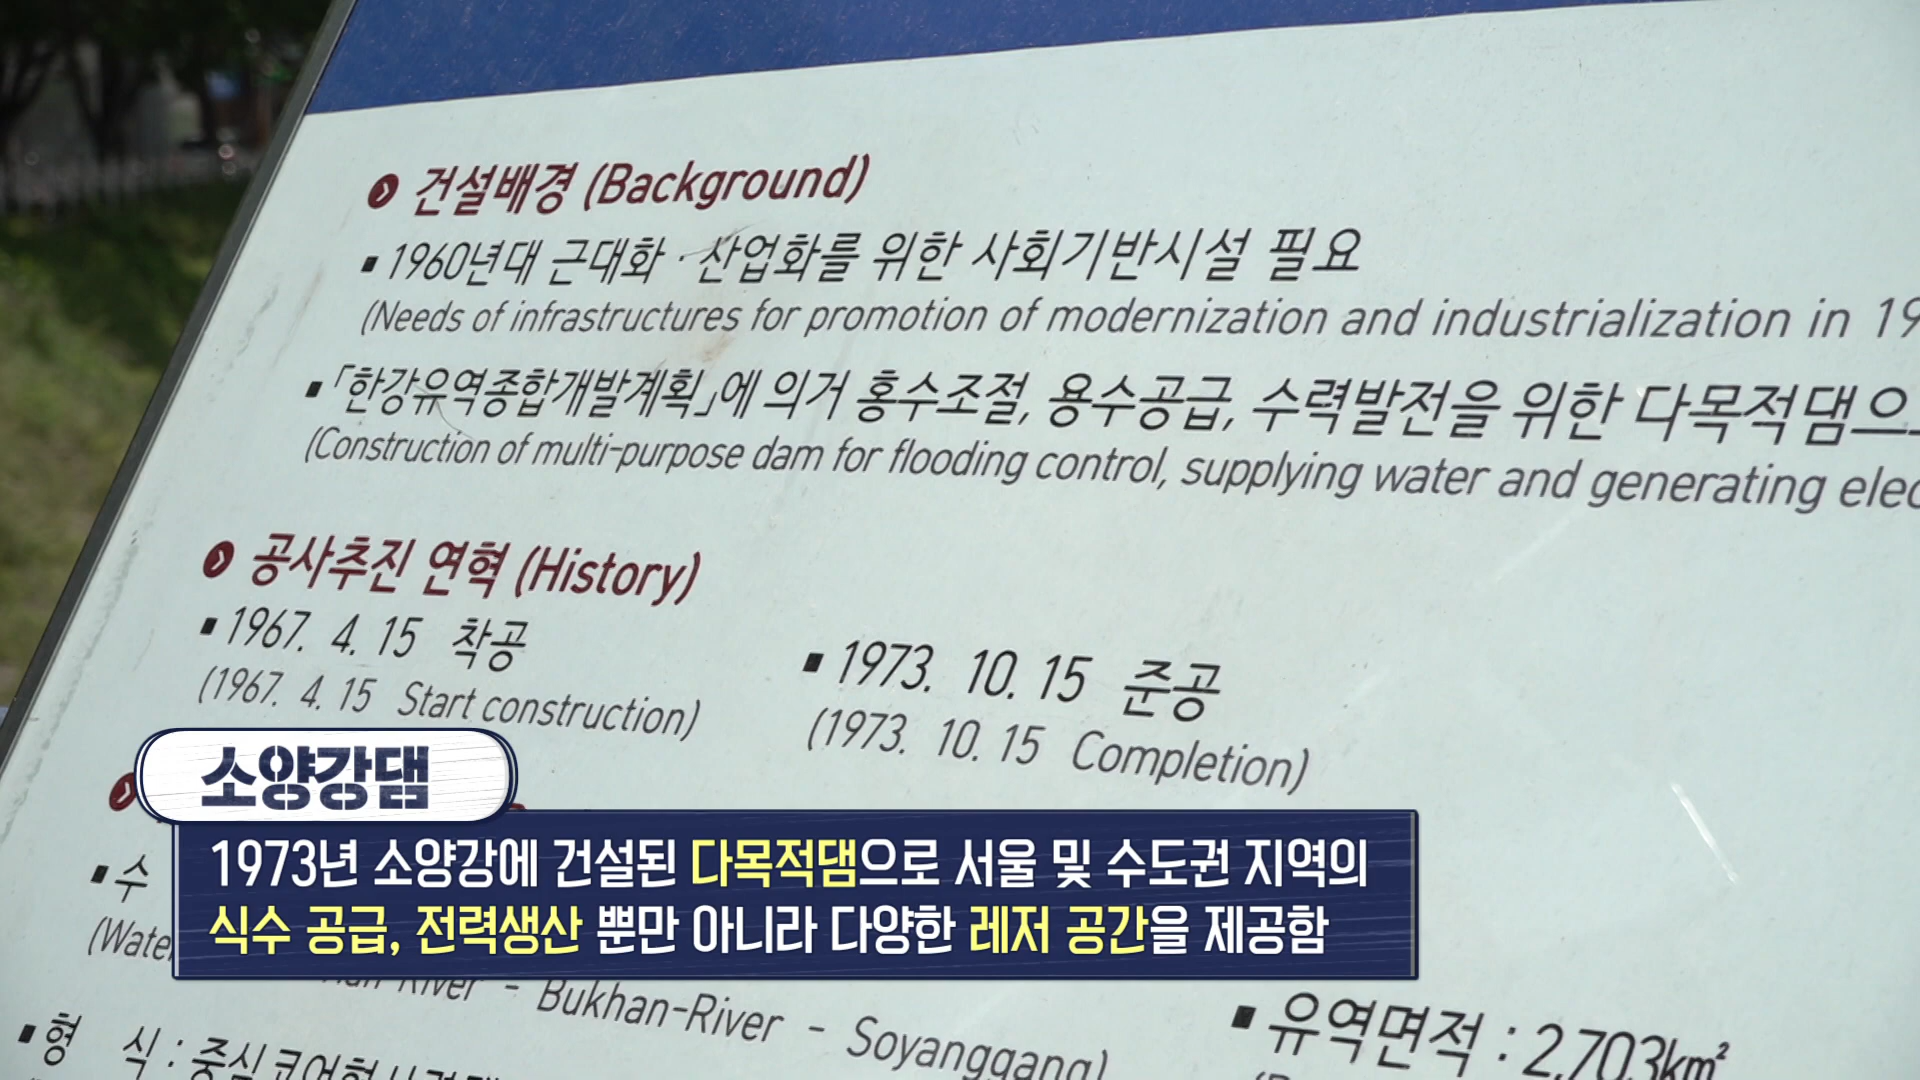 건설배경 (Background)
1960년대 근대화 · 산업화를 위한 사회기반시설 필요
(Needs of infrastructures for promotion of modernization and industrialization in 19
「한강유역종합개발계획」에 의거 홍수조절, 용수공급, 수력발전을 위한 다목적댐으
(Construction of multi-purpose dam for flooding control, supplying water and generating elec
공사추진 연혁 (History)
1967. 4. 15 착공
(1967. 4. 15 Start construction)
1973. 10. 15 준공
(1973. 10. 15 Completion)
소양강댐
1973년 소양강에 건설된 다목적댐으로 서울 및 수도권 지역의
식수 공급, 전력생산 뿐만 아니라 다양한 레저 공간을 제공함
수
(Wate
River - Bukhan-River - Soyanggang)
형 식 : 중심
유역면적 : 2,703㎢